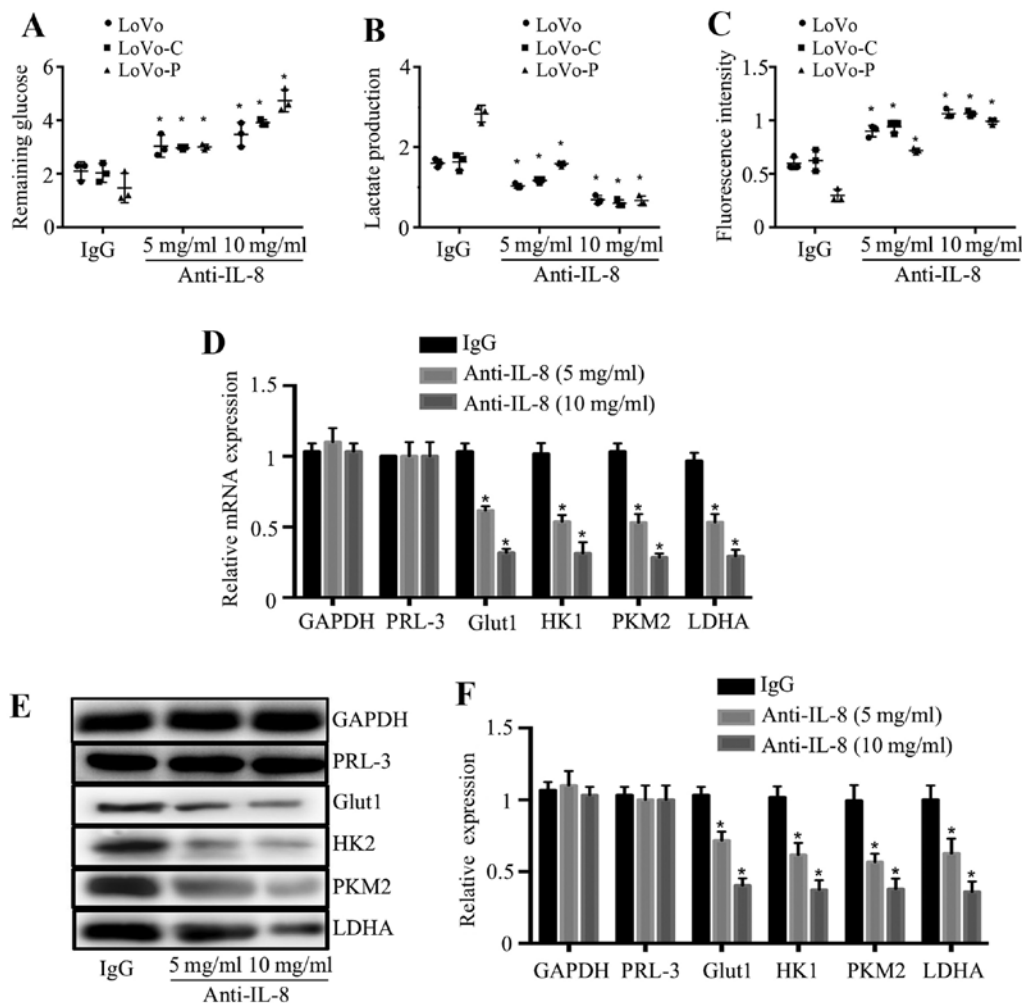 A
LoVo
LoVo-C
LoVo-P
Remaining glucose
6
4
2
0
* * * * * *
IgG
5 mg/ml 10 mg/ml
Anti-IL-8
B
LoVo
LoVo-C
LoVo-P
Lactate production
4
2
0
* * * * * *
IgG
5 mg/ml 10 mg/ml
Anti-IL-8
C
LoVo
LoVo-C
LoVo-P
Fluorescence intensity
1.5
1
0.5
0
* * * * * *
IgG
5 mg/ml 10 mg/ml
Anti-IL-8
D
IgG
Anti-IL-8 (5 mg/ml)
Anti-IL-8 (10 mg/ml)
Relative mRNA expression
1.5
1
0.5
0
* * * * * * * *
GAPDH PRL-3 Glut1 HK1 PKM2 LDHA
E
GAPDH
PRL-3
Glut1
HK2
PKM2
LDHA
IgG 5 mg/ml 10 mg/ml
Anti-IL-8
F
IgG
Anti-IL-8 (5 mg/ml)
Anti-IL-8 (10 mg/ml)
Relative expression
1.5
1
0.5
0
* * * * * * * *
GAPDH PRL-3 Glut1 HK1 PKM2 LDHA